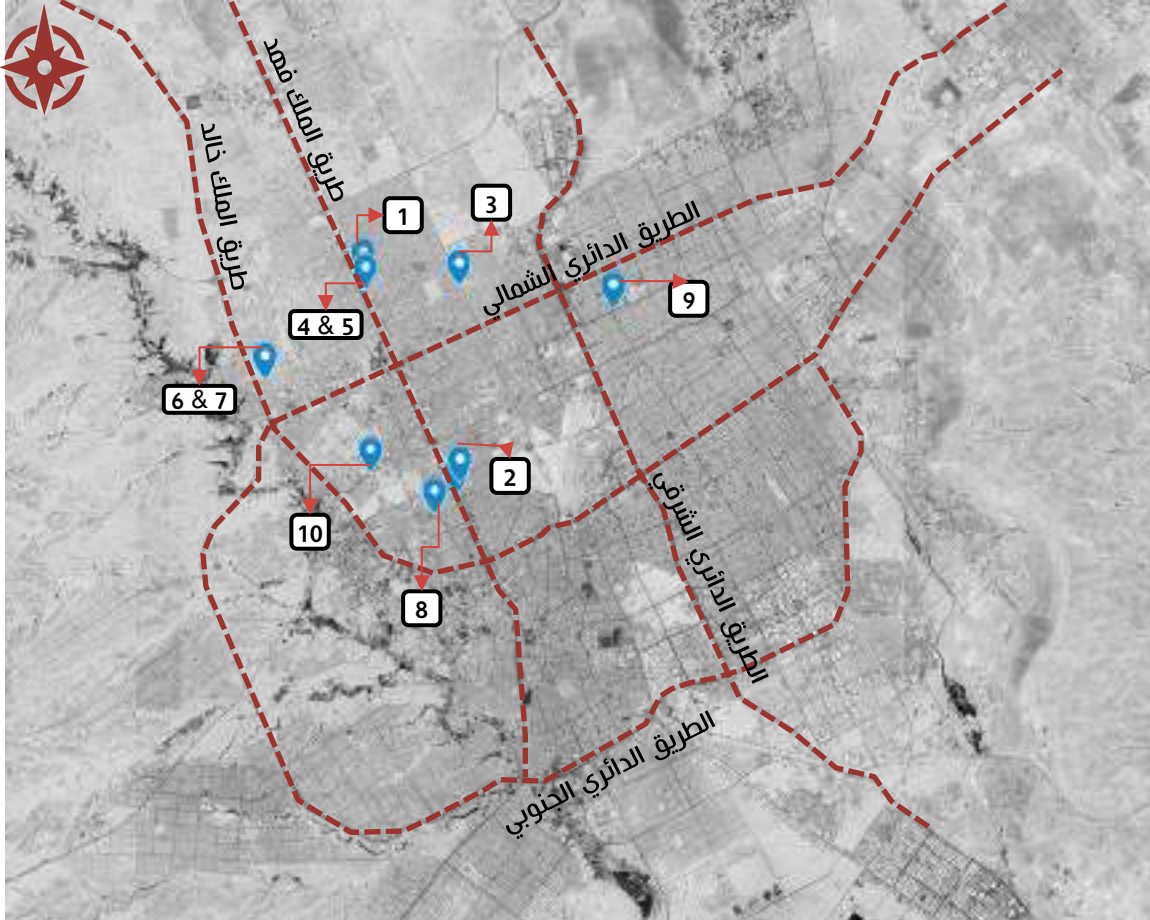 طريق الملك فهد
طريق الملك خالد
1
3
الطريق الدائري الشمالي
9
4 & 5
6 & 7
2
10
الطريق الدائري الشرقي
8
الطريق الدائري الجنوبي